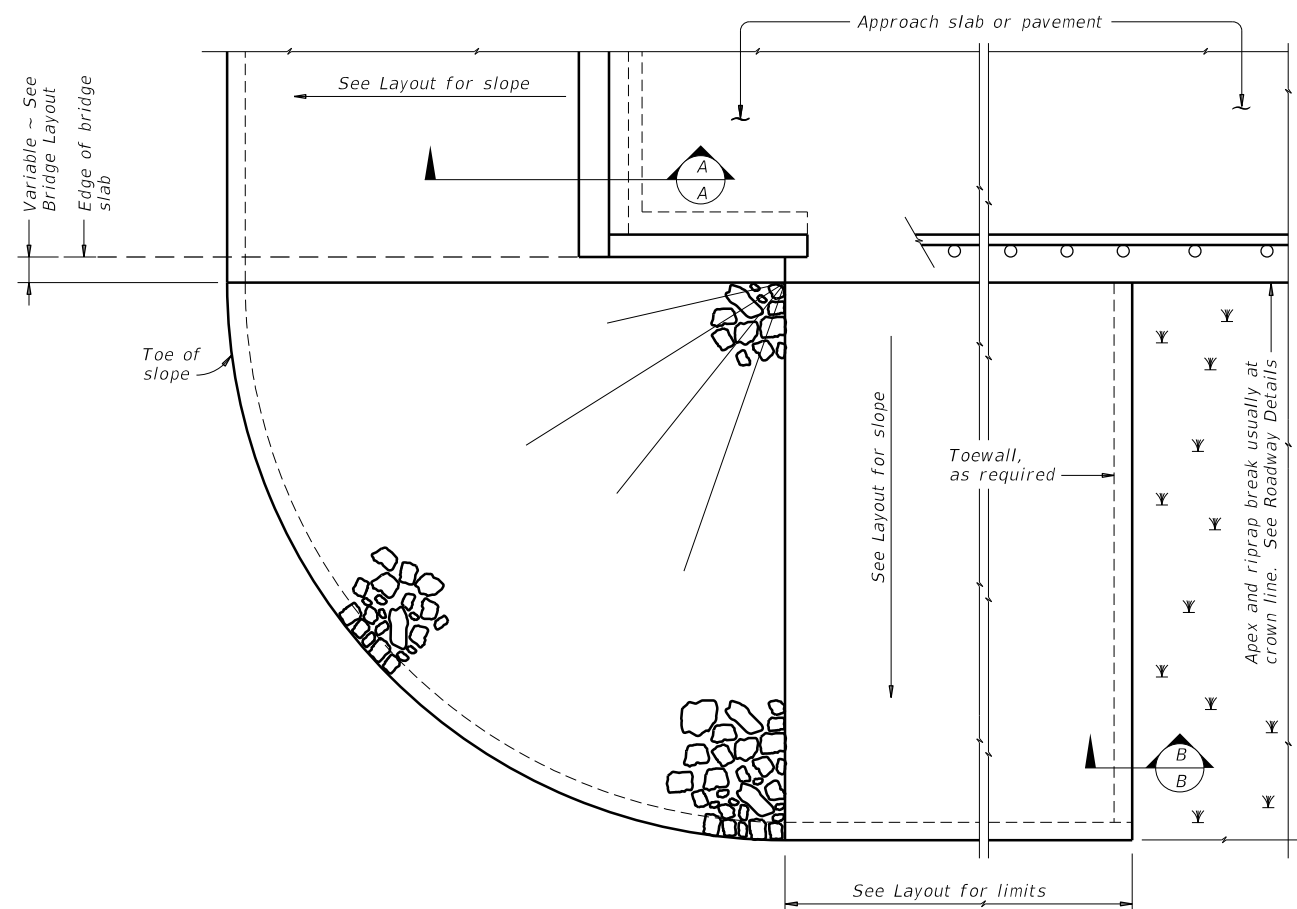 Approach slab or pavement
See Layout for slope
Variable ~ See
Bridge Layout
Edge of bridge
slab
A
A
Toe of
slope
See Layout for slope
Toewall,
as required
Apex and riprap break usually at
crown line. See Roadway Details
B
B
See Layout for limits